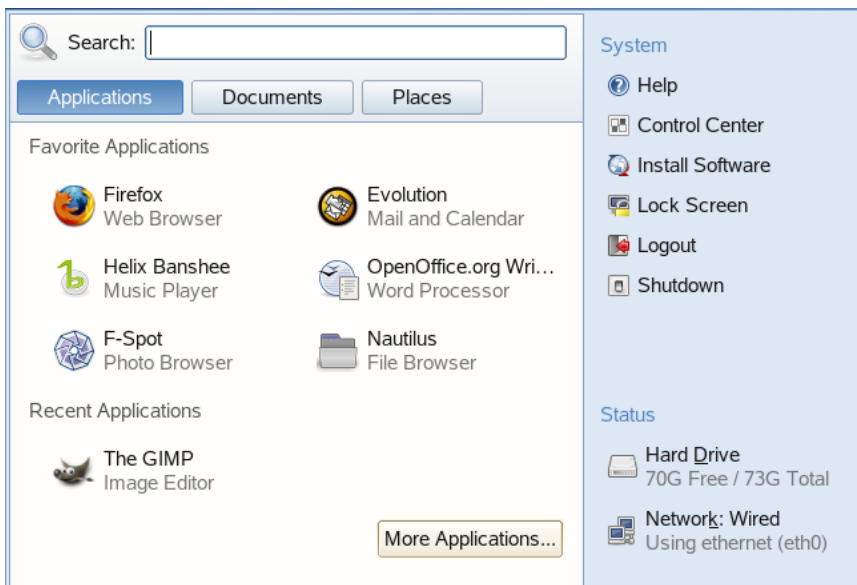 Search:
Applications
Documents
Places
Favorite Applications
Firefox
Web Browser
Evolution
Mail and Calendar
Helix Banshee
Music Player
OpenOffice.org Wri...
Word Processor
F-Spot
Photo Browser
Nautilus
File Browser
Recent Applications
The GIMP
Image Editor
More Applications...
System
Help
Control Center
Install Software
Lock Screen
Logout
Shutdown
Status
Hard Drive
70G Free / 73G Total
Network: Wired
Using ethernet (eth0)